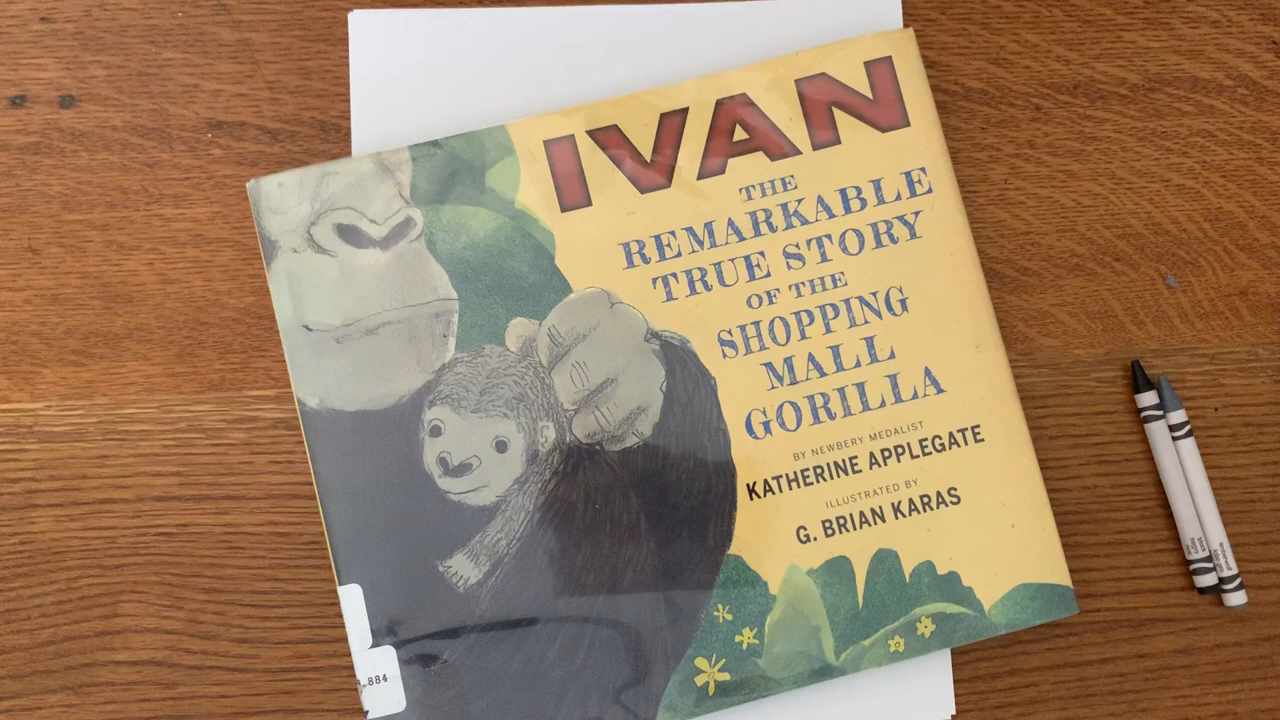 IVAN
THE
REMARKABLE
TRUE STORY
OF THE
SHOPPING
MALL
GORILLA
BY NEWBERY MEDALIST
KATHERINE APPLEGATE
ILLUSTRATED BY
G. BRIAN KARAS
884